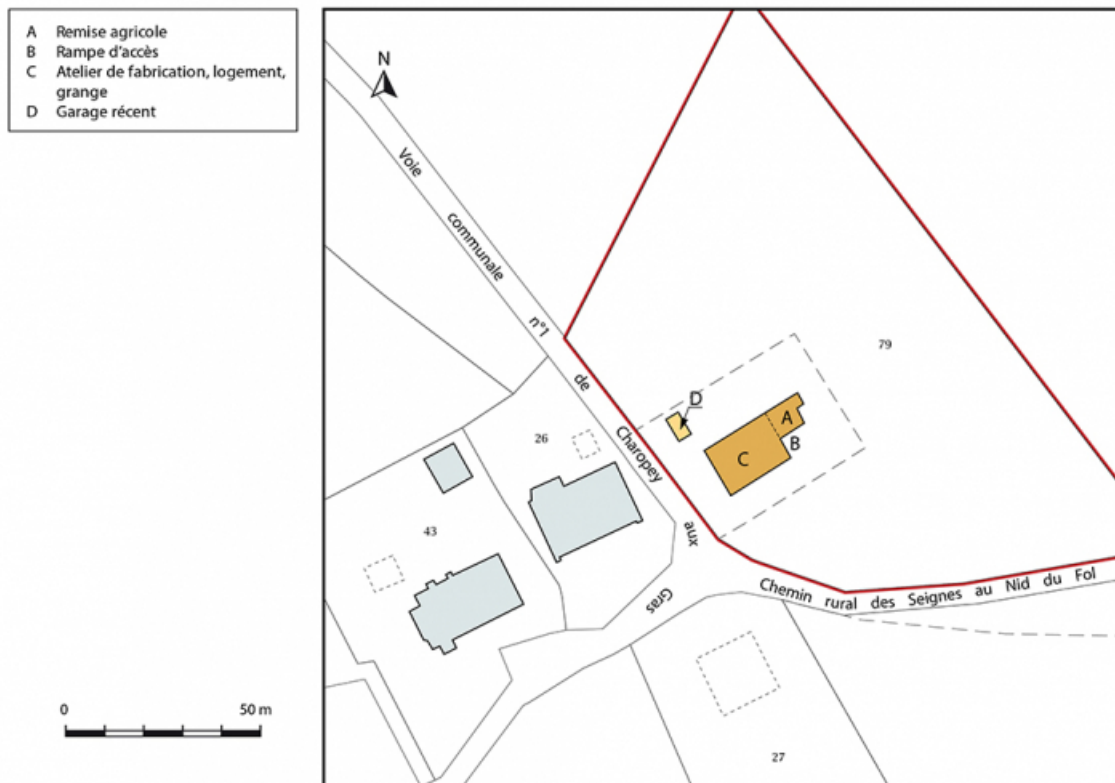 A Remise agricole
B Rampe d'accès
C Atelier de fabrication, logement,
grange
D Garage récent
N
Voie communale n°1 de Charopey aux Gras
79
D
A
B
C
26
43
Chemin rural des Seignes au Nid du Fol
27
0 50 m